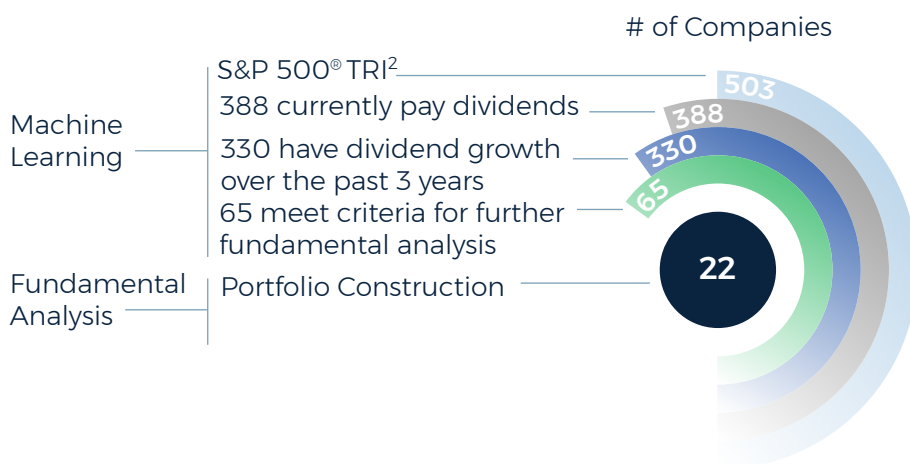 # of Companies
Machine
Learning
S&P 500® TRI²
388 currently pay dividends
330 have dividend growth
over the past 3 years
65 meet criteria for further
fundamental analysis
Fundamental
Analysis
Portfolio Construction
503
388
330
65
22